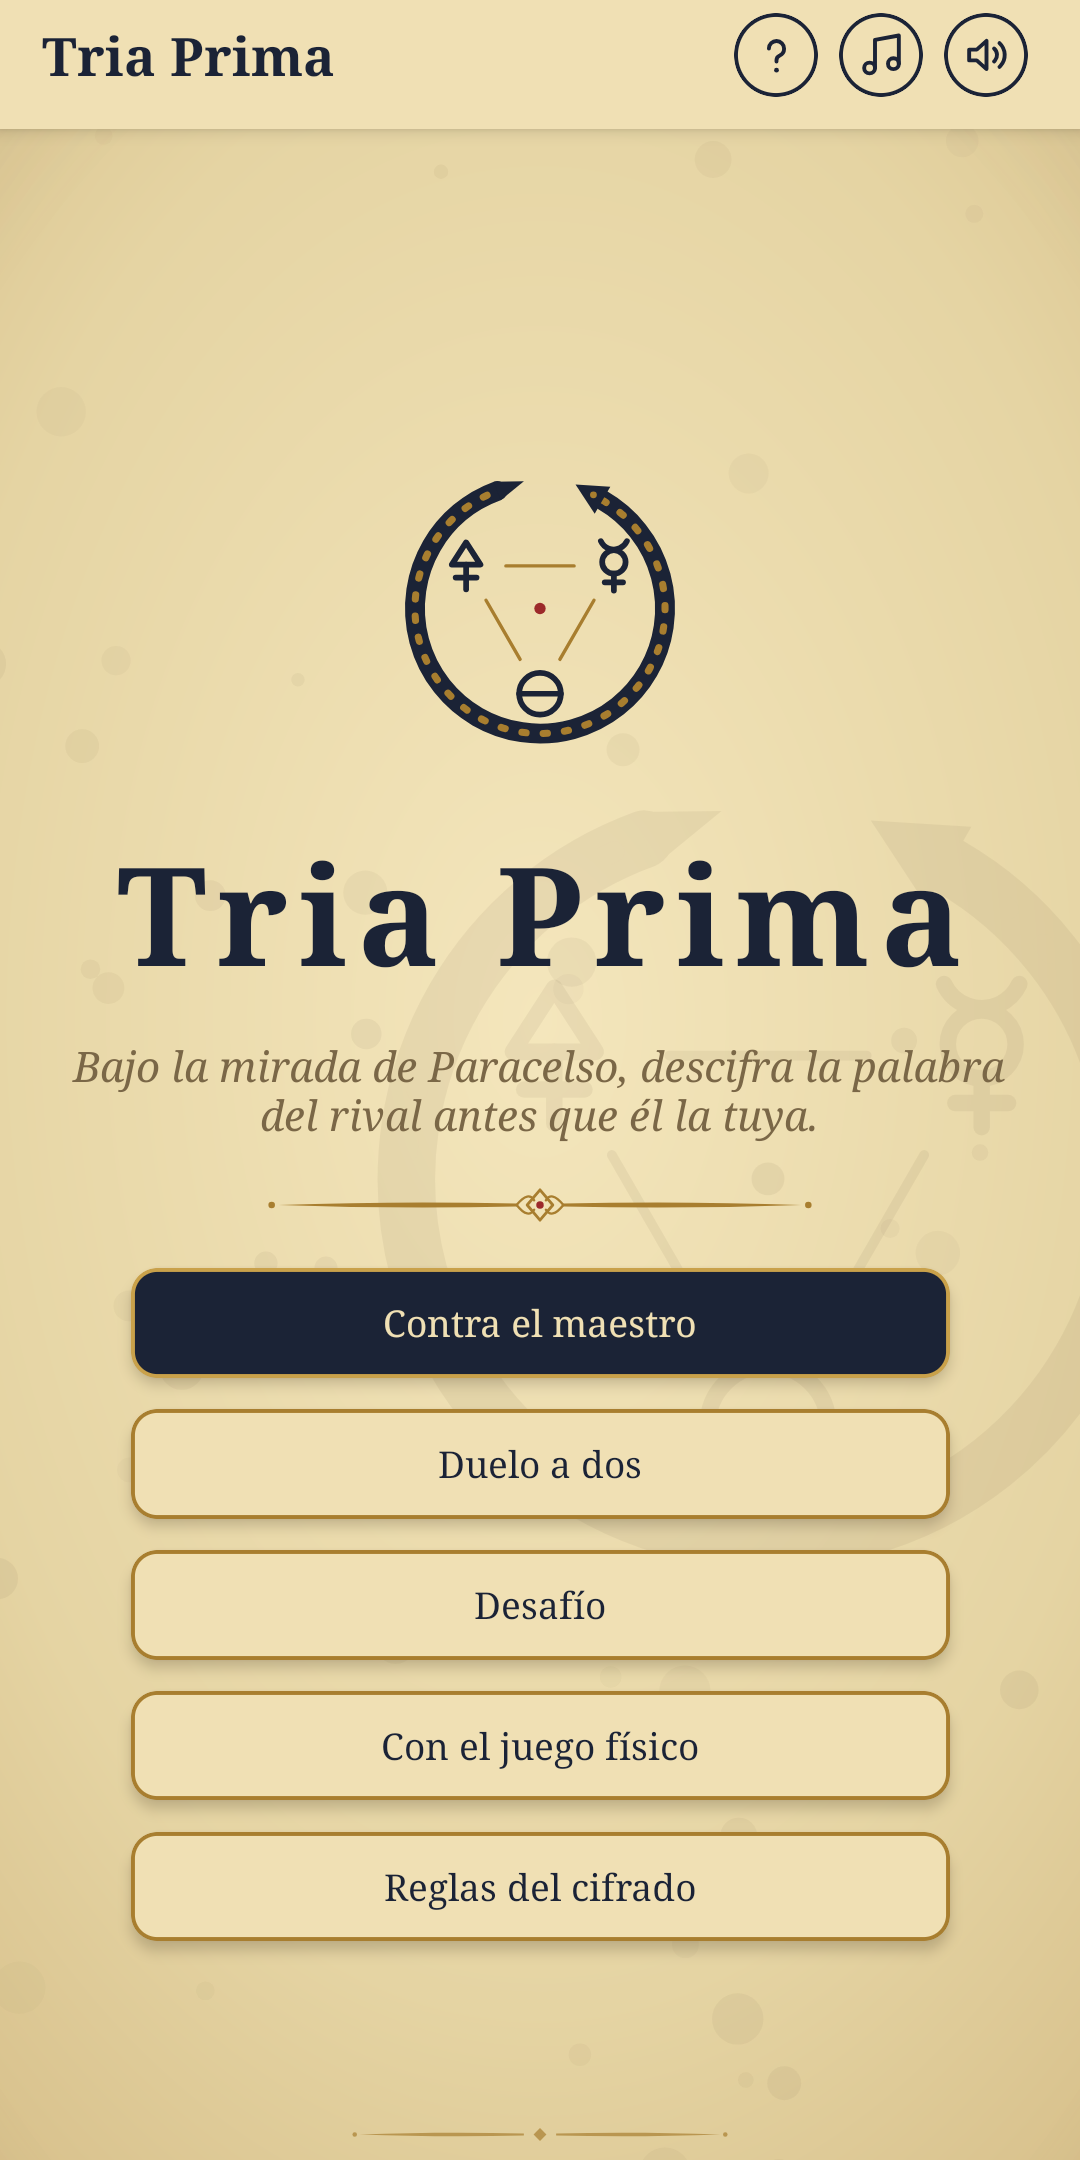 Tria Prima
?
Tria Prima
Bajo la mirada de Paracelso, descifra la palabra
del rival antes que él la tuya.
Contra el maestro
Duelo a dos
Desafío
Con el juego físico
Reglas del cifrado